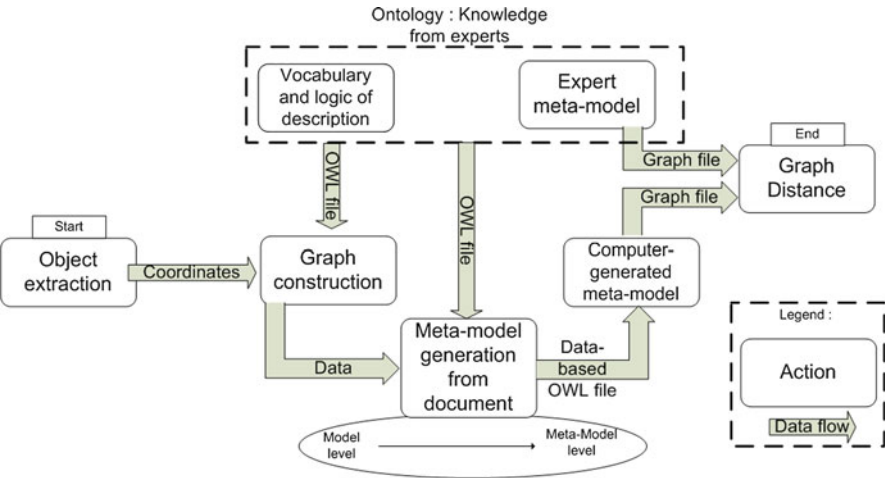 Ontology : Knowledge
from experts
Vocabulary
and logic of
description
Expert
meta-model
End
Graph
Distance
OWL file
OWL file
Graph file
Graph file
Start
Object
extraction
Coordinates
Graph
construction
Computer-
generated
meta-model
Data
Meta-model
generation
from
document
Data-
based
OWL file
Model
level
Meta-Model
level
Legend :
Action
Data flow